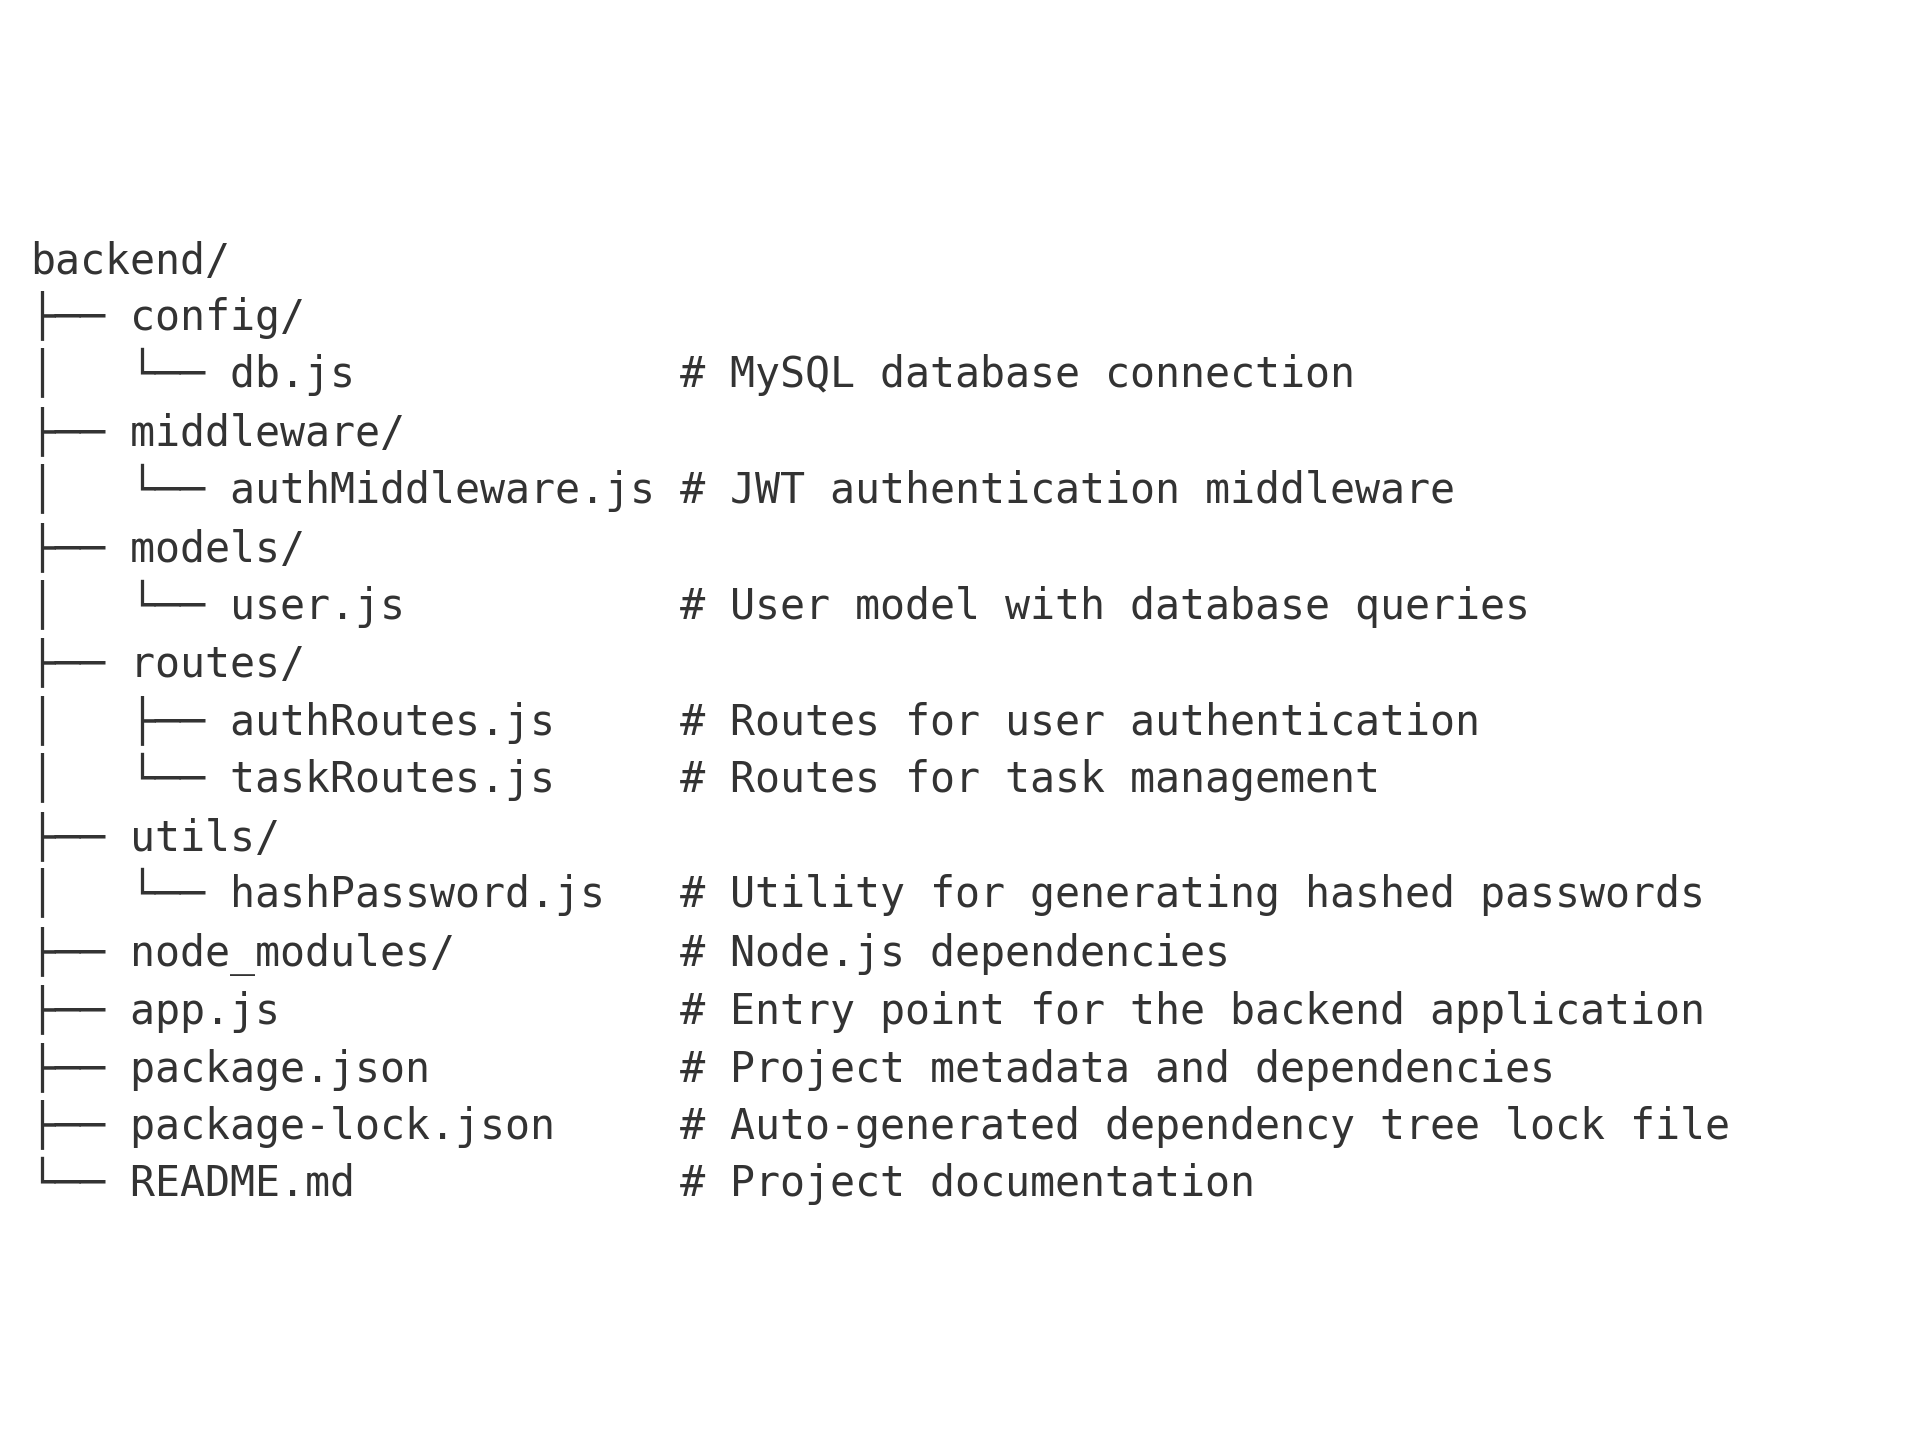 backend/
├── config/
│   └── db.js             # MySQL database connection
├── middleware/
│   └── authMiddleware.js # JWT authentication middleware
├── models/
│   └── user.js           # User model with database queries
├── routes/
│   ├── authRoutes.js     # Routes for user authentication
│   └── taskRoutes.js     # Routes for task management
├── utils/
│   └── hashPassword.js   # Utility for generating hashed passwords
├── node_modules/         # Node.js dependencies
├── app.js                # Entry point for the backend application
├── package.json          # Project metadata and dependencies
├── package-lock.json     # Auto-generated dependency tree lock file
└── README.md             # Project documentation